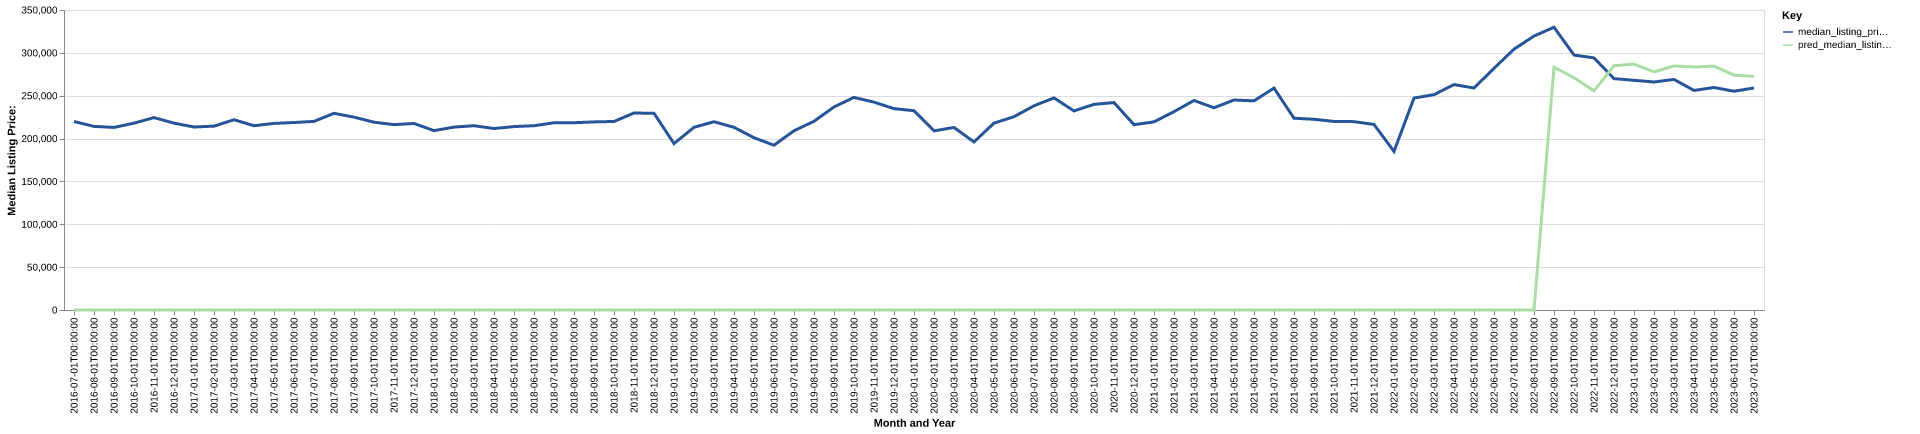 350,000
300,000
250,000
200,000
150,000
100,000
50,000
0
Median Listing Price:
2016-07-01T00:00:00
2016-08-01T00:00:00
2016-09-01T00:00:00
2016-10-01T00:00:00
2016-11-01T00:00:00
2016-12-01T00:00:00
2017-01-01T00:00:00
2017-02-01T00:00:00
2017-03-01T00:00:00
2017-04-01T00:00:00
2017-05-01T00:00:00
2017-06-01T00:00:00
2017-07-01T00:00:00
2017-08-01T00:00:00
2017-09-01T00:00:00
2017-10-01T00:00:00
2017-11-01T00:00:00
2017-12-01T00:00:00
2018-01-01T00:00:00
2018-02-01T00:00:00
2018-03-01T00:00:00
2018-04-01T00:00:00
2018-05-01T00:00:00
2018-06-01T00:00:00
2018-07-01T00:00:00
2018-08-01T00:00:00
2018-09-01T00:00:00
2018-10-01T00:00:00
2018-11-01T00:00:00
2018-12-01T00:00:00
2019-01-01T00:00:00
2019-02-01T00:00:00
2019-03-01T00:00:00
2019-04-01T00:00:00
2019-05-01T00:00:00
2019-06-01T00:00:00
2019-07-01T00:00:00
2019-08-01T00:00:00
2019-09-01T00:00:00
2019-10-01T00:00:00
2019-11-01T00:00:00
2019-12-01T00:00:00
2020-01-01T00:00:00
2020-02-01T00:00:00
2020-03-01T00:00:00
2020-04-01T00:00:00
2020-05-01T00:00:00
2020-06-01T00:00:00
2020-07-01T00:00:00
2020-08-01T00:00:00
2020-09-01T00:00:00
2020-10-01T00:00:00
2020-11-01T00:00:00
2020-12-01T00:00:00
2021-01-01T00:00:00
2021-02-01T00:00:00
2021-03-01T00:00:00
2021-04-01T00:00:00
2021-05-01T00:00:00
2021-06-01T00:00:00
2021-07-01T00:00:00
2021-08-01T00:00:00
2021-09-01T00:00:00
2021-10-01T00:00:00
2021-11-01T00:00:00
2021-12-01T00:00:00
2022-01-01T00:00:00
2022-02-01T00:00:00
2022-03-01T00:00:00
2022-04-01T00:00:00
2022-05-01T00:00:00
2022-06-01T00:00:00
2022-07-01T00:00:00
2022-08-01T00:00:00
2022-09-01T00:00:00
2022-10-01T00:00:00
2022-11-01T00:00:00
2022-12-01T00:00:00
2023-01-01T00:00:00
2023-02-01T00:00:00
2023-03-01T00:00:00
2023-04-01T00:00:00
2023-05-01T00:00:00
2023-06-01T00:00:00
2023-07-01T00:00:00
Month and Year
Key
median_listing_pri…
pred_median_listin…